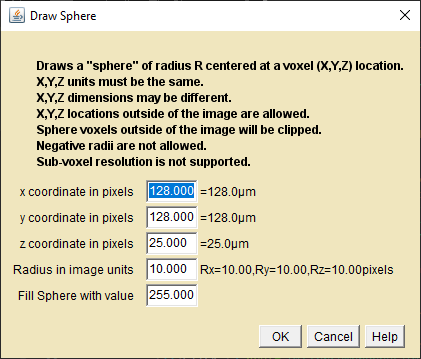 Draw Sphere
Draws a "sphere" of radius R centered at a voxel (X,Y,Z) location.
X,Y,Z units must be the same.
X,Y,Z dimensions may be different.
X,Y,Z locations outside of the image are allowed.
Sphere voxels outside of the image will be clipped.
Negative radii are not allowed.
Sub-voxel resolution is not supported.
x coordinate in pixels 128.000 =128.0µm
y coordinate in pixels 128.000 =128.0µm
z coordinate in pixels 25.000 =25.0µm
Radius in image units 10.000 Rx=10.00,Ry=10.00,Rz=10.00pixels
Fill Sphere with value 255.000
OK Cancel Help